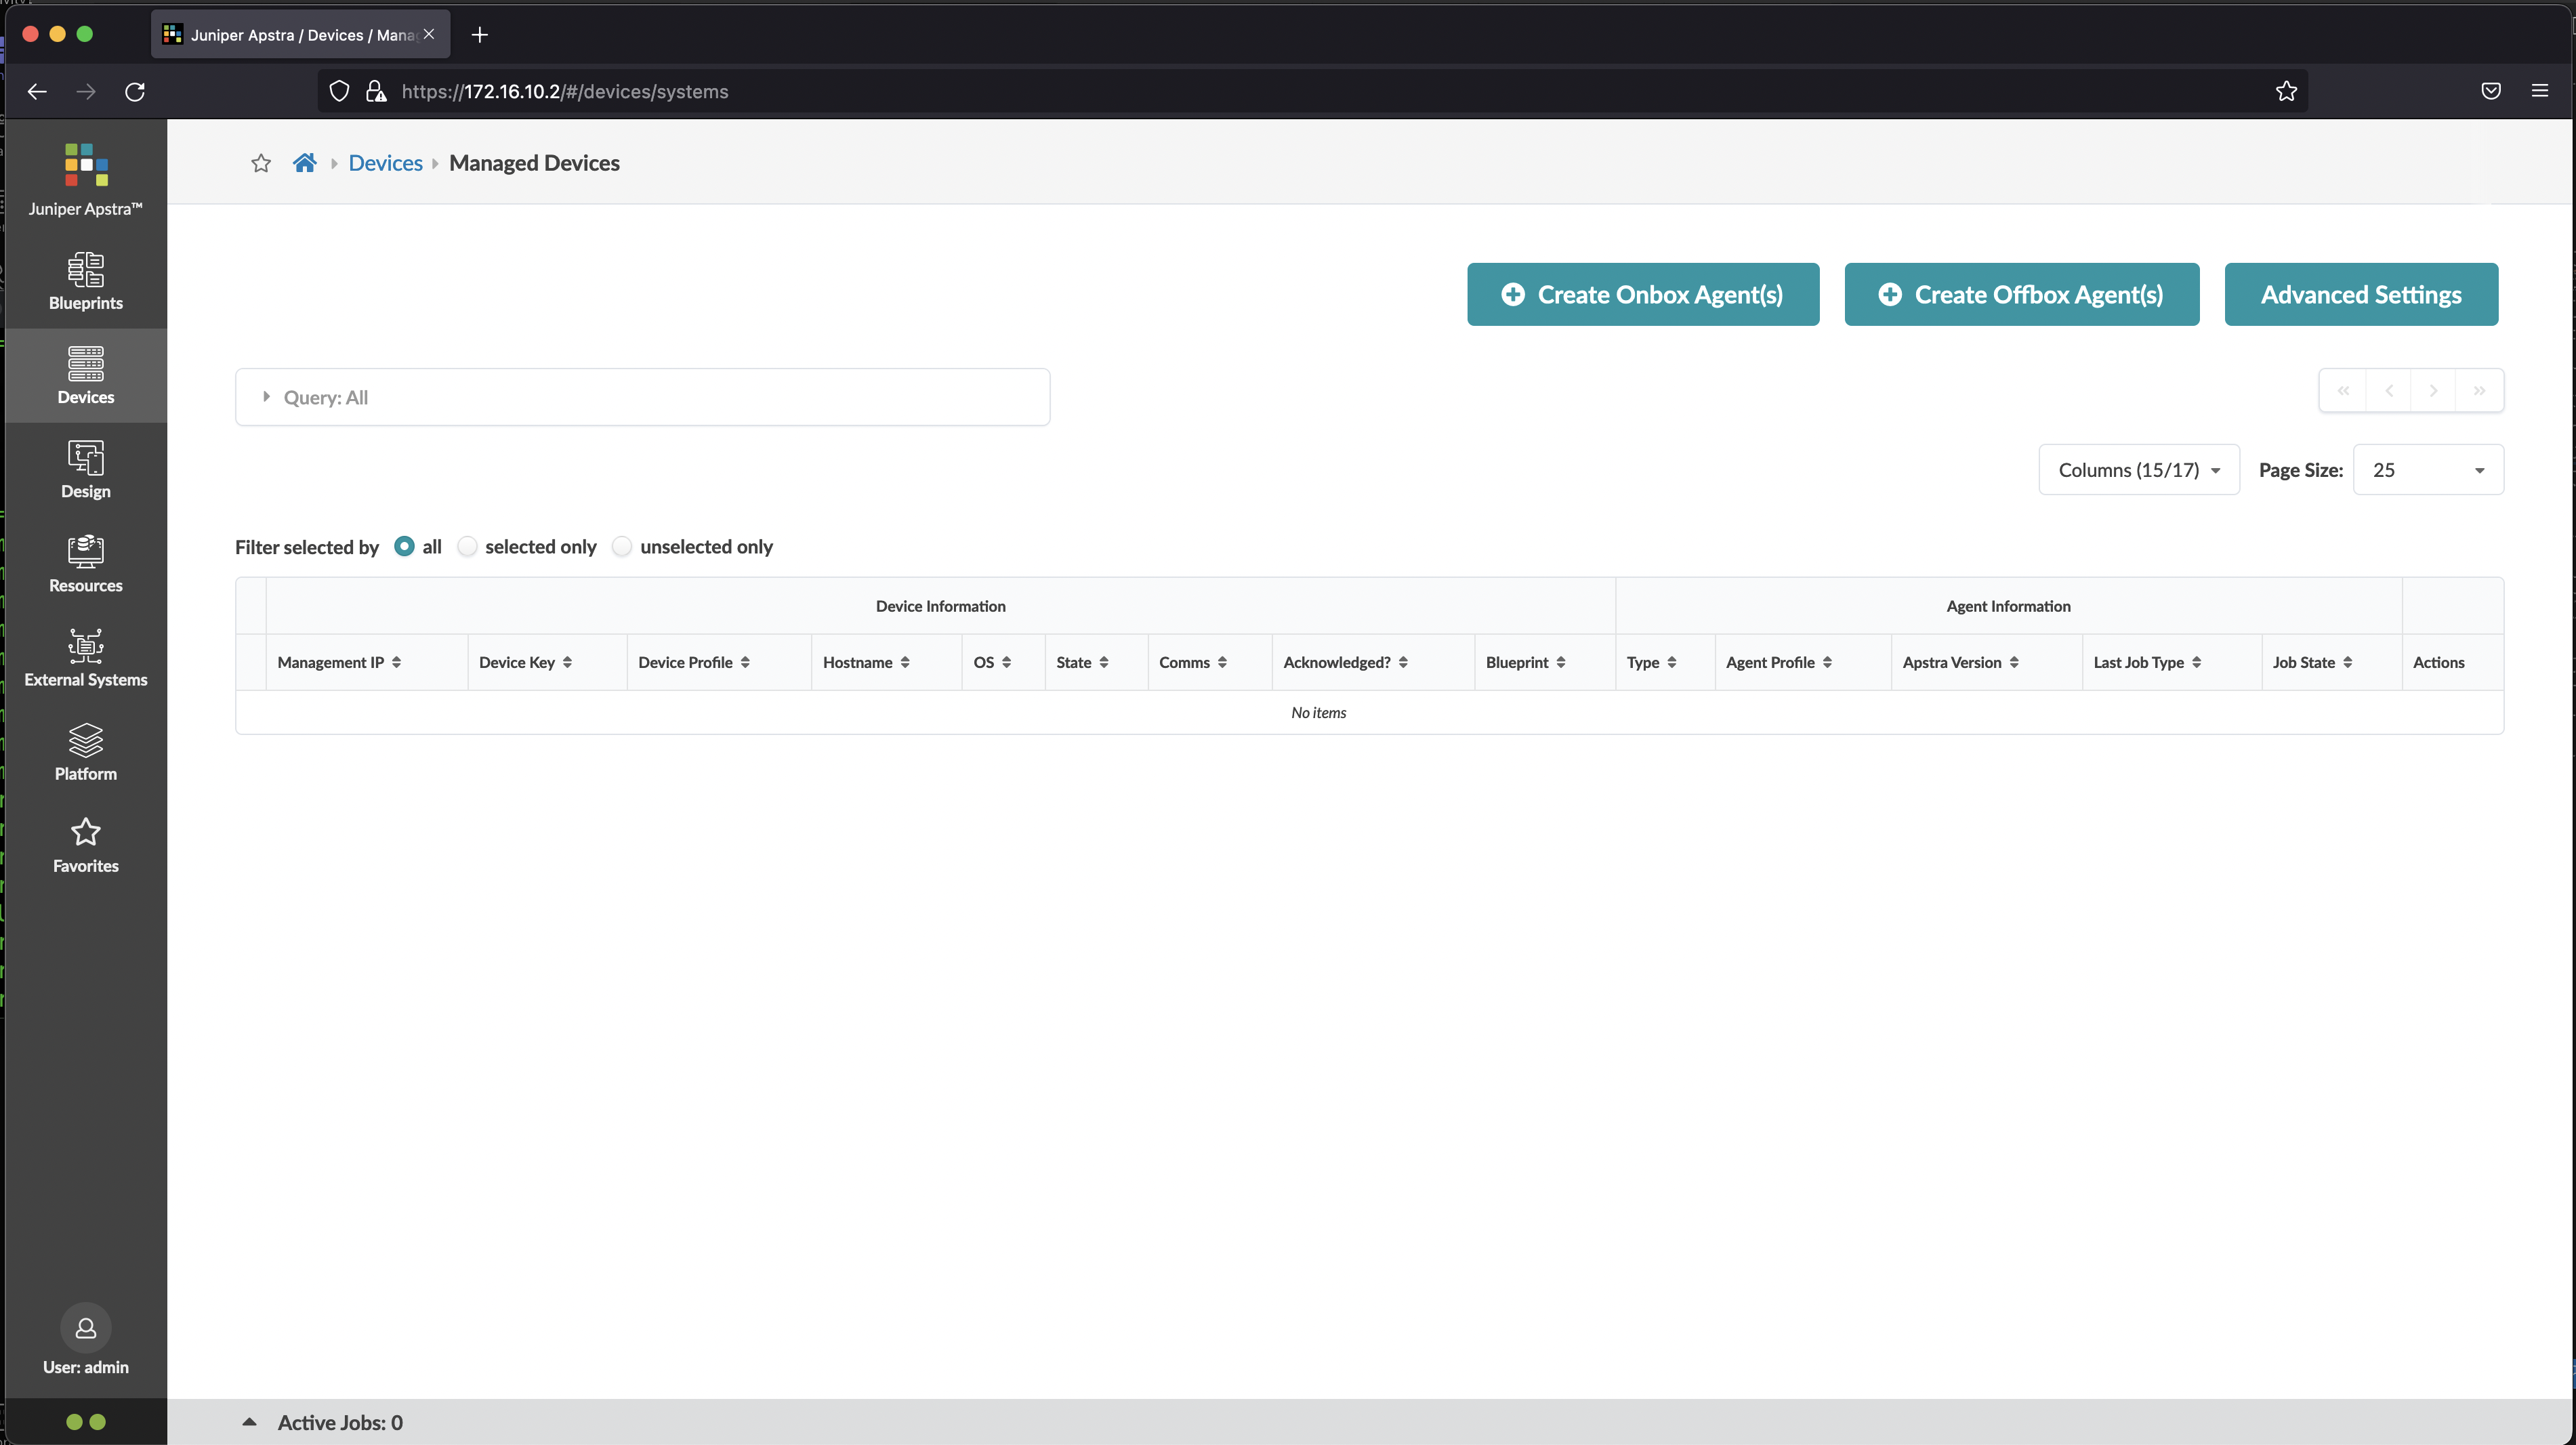 Juniper Apstra / Devices / Mana
https://172.16.10.2/#/devices/systems
Juniper Apstra™
Blueprints
Devices
Design
Resources
External Systems
Platform
Favorites
User: admin
Devices
Managed Devices
Create Onbox Agent(s)
Create Offbox Agent(s)
Advanced Settings
Query: All
Columns (15/17)
Page Size:
25
Filter selected by
all
selected only
unselected only
Device Information
Agent Information
Management IP
Device Key
Device Profile
Hostname
OS
State
Comms
Acknowledged?
Blueprint
Type
Agent Profile
Apstra Version
Last Job Type
Job State
Actions
No items
Active Jobs: 0